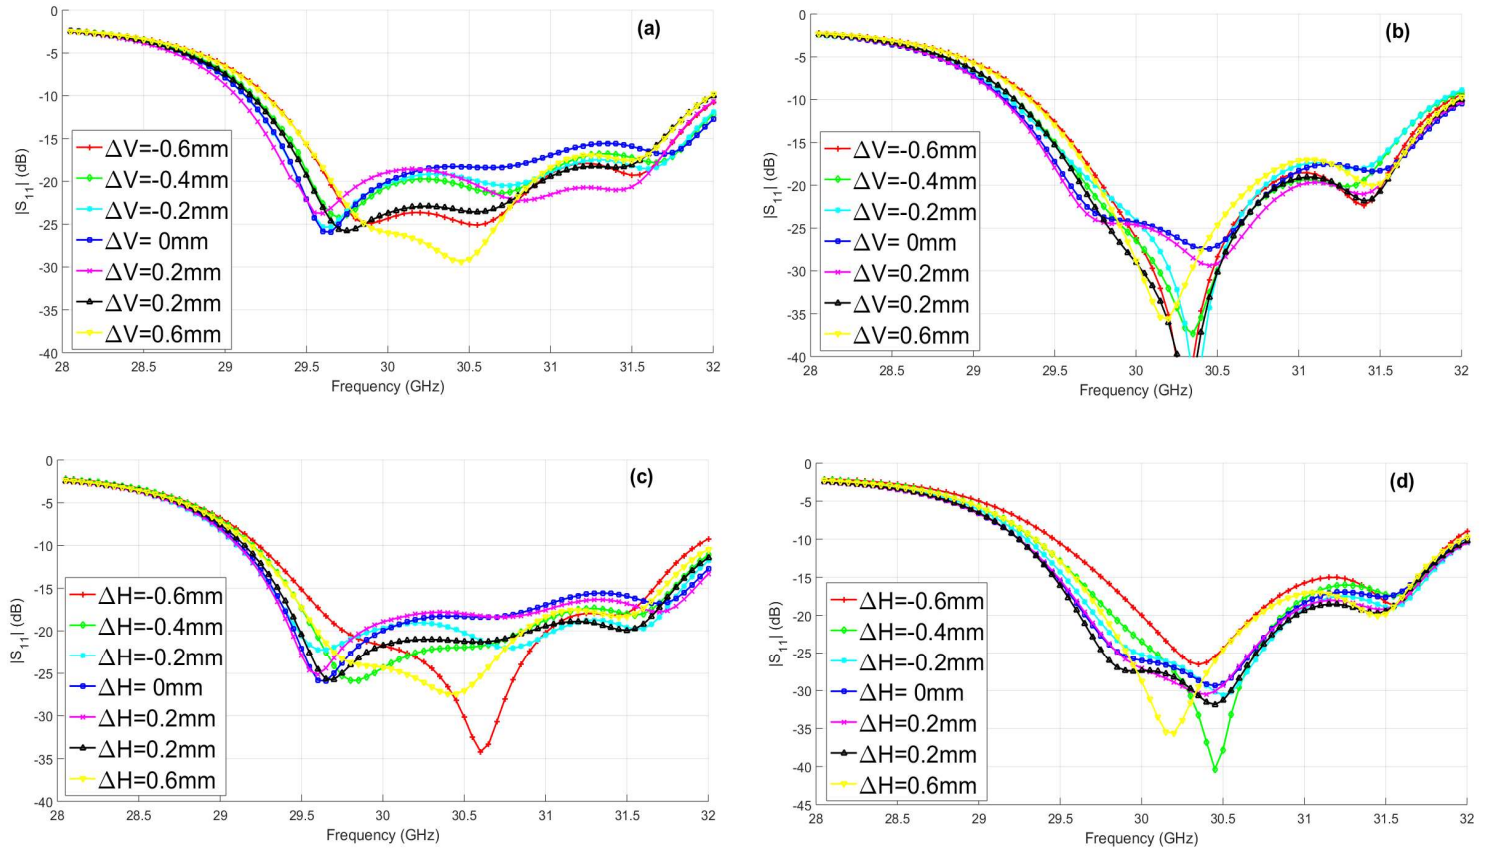 (a)
0
-5
-10
-15
-20
-25
-30
-35
-40
|S11| (dB)
ΔV=-0.6mm
ΔV=-0.4mm
ΔV=-0.2mm
ΔV= 0mm
ΔV=0.2mm
ΔV=0.2mm
ΔV=0.6mm
28 28.5 29 29.5 30 30.5 31 31.5 32
Frequency (GHz)
(b)
0
-5
-10
-15
-20
-25
-30
-35
-40
|S11| (dB)
ΔV=-0.6mm
ΔV=-0.4mm
ΔV=-0.2mm
ΔV= 0mm
ΔV=0.2mm
ΔV=0.2mm
ΔV=0.6mm
28 28.5 29 29.5 30 30.5 31 31.5 32
Frequency (GHz)
(c)
0
-5
-10
-15
-20
-25
-30
-35
-40
|S11| (dB)
ΔH=-0.6mm
ΔH=-0.4mm
ΔH=-0.2mm
ΔH= 0mm
ΔH=0.2mm
ΔH=0.2mm
ΔH=0.6mm
28 28.5 29 29.5 30 30.5 31 31.5 32
Frequency (GHz)
(d)
0
-5
-10
-15
-20
-25
-30
-35
-40
-45
|S11| (dB)
ΔH=-0.6mm
ΔH=-0.4mm
ΔH=-0.2mm
ΔH= 0mm
ΔH=0.2mm
ΔH=0.2mm
ΔH=0.6mm
28 28.5 29 29.5 30 30.5 31 31.5 32
Frequency (GHz)